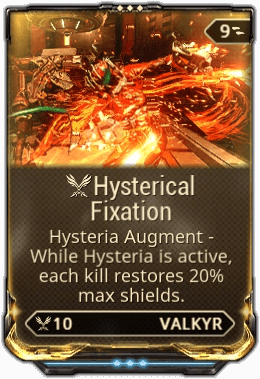 9
Hysterical
Fixation
Hysteria Augment -
While Hysteria is active,
each kill restores 20%
max shields.
10 VALKYR